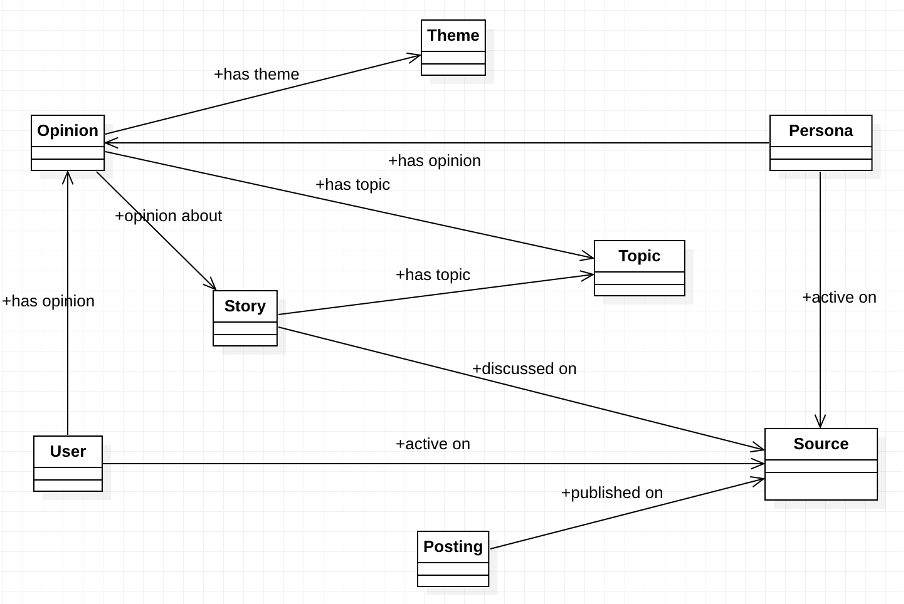 Theme
+has theme
Opinion
Persona
+has opinion
+has topic
+opinion about
Topic
+has topic
+has opinion
Story
+active on
+discussed on
User
+active on
Source
+published on
Posting